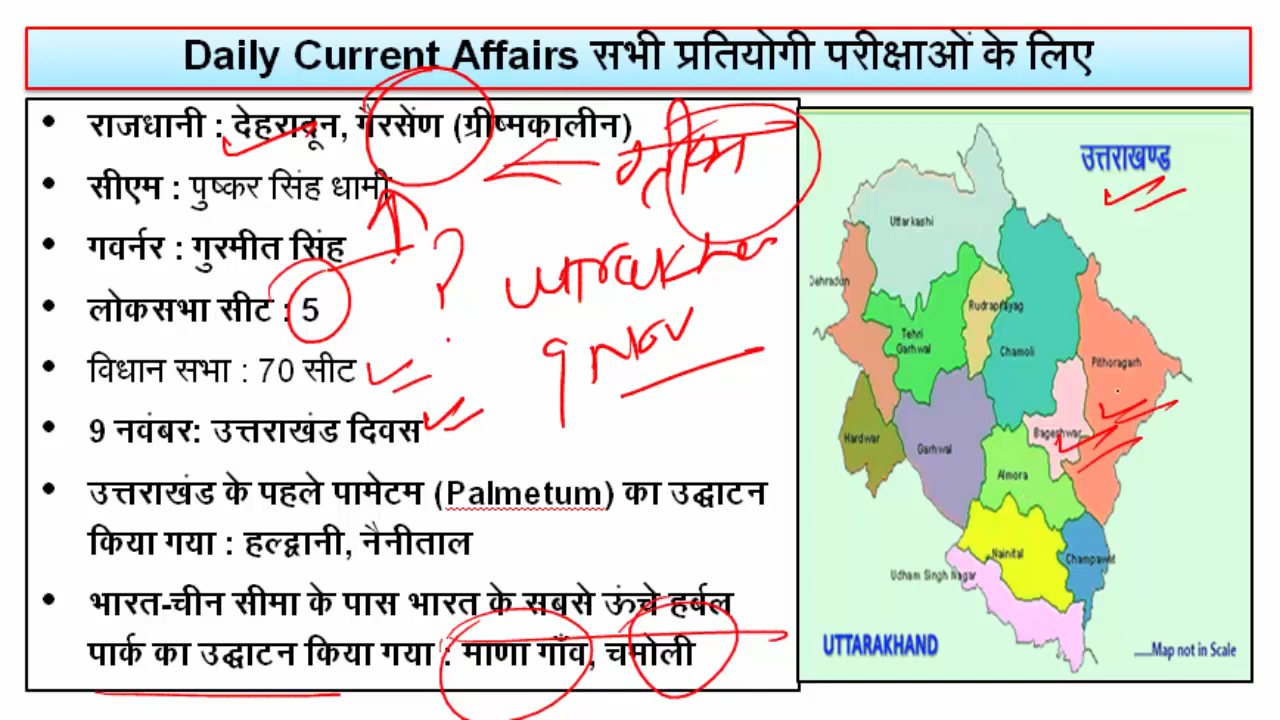 Daily Current Affairs सभी प्रतियोगी परीक्षाओं के लिए
• राजधानी : देहरादून, गैरसेंण (ग्रीष्मकालीन)
• सीएम : पुष्कर सिंह धामी
• गवर्नर : गुरमीत सिंह
• लोकसभा सीट : 5
• विधान सभा : 70 सीट
• 9 नवंबर: उत्तराखंड दिवस
• उत्तराखंड के पहले पामेटम (Palmetum) का उद्घाटन
किया गया : हल्द्वानी, नैनीताल
• भारत-चीन सीमा के पास भारत के सबसे ऊंचे हर्बल
पार्क का उद्घाटन किया गया : माणा गाँव, चमोली
?
9 Nov
उत्तराखण्ड
Uttarkashi
Dehradun
Rudraprayag
Tehri
Garhwal
Chamoli
Pithoragarh
Hardwar
Garhwal
Bageshwar
Almora
Nainital
Champawat
Udham Singh Nagar
UTTARAKHAND
Map not in Scale